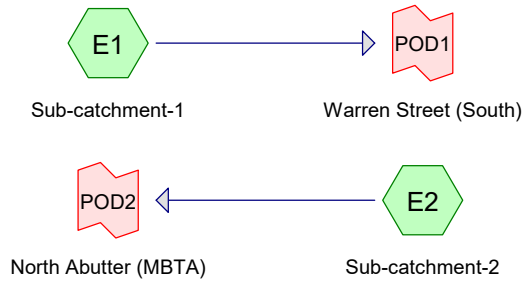 E1
POD1
Sub-catchment-1
Warren Street (South)
POD2
E2
North Abutter (MBTA)
Sub-catchment-2